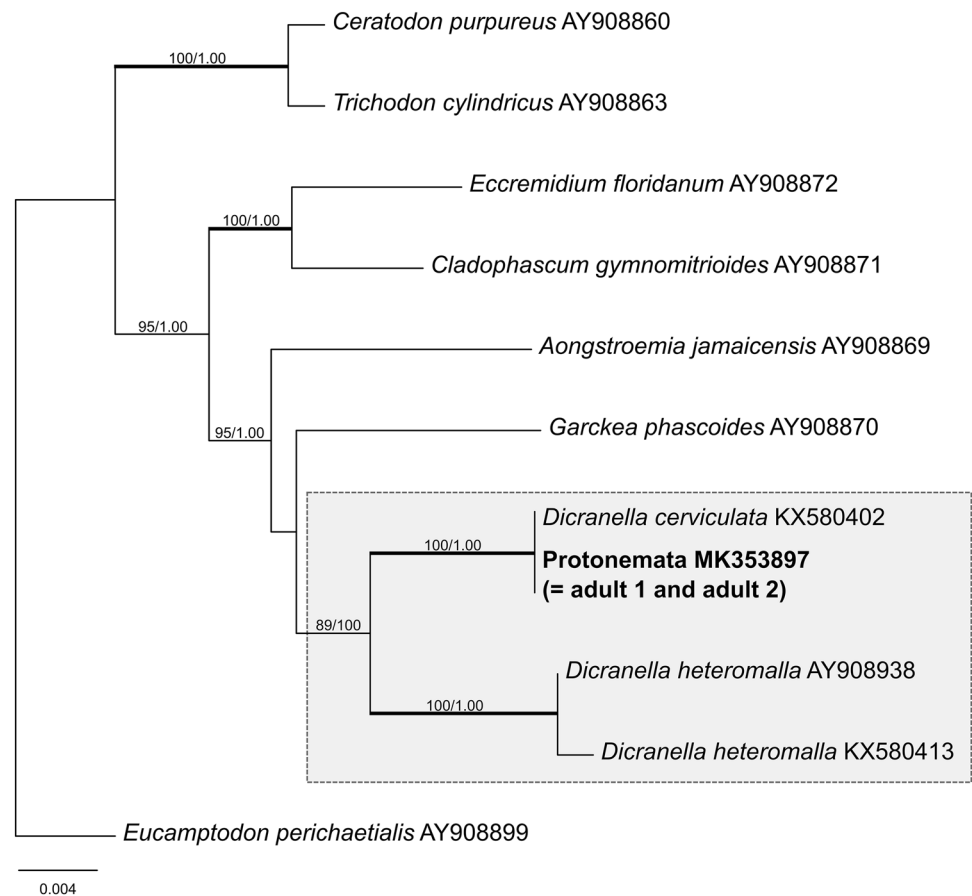 Ceratodon purpureus AY908860
100/1.00
Trichodon cylindricus AY908863
Eccremidium floridanum AY908872
100/1.00
Cladophascum gymnomitrioides AY908871
95/1.00
Aongstroemia jamaicensis AY908869
Garckea phascoides AY908870
95/1.00
Dicranella cerviculata KX580402
100/1.00
Protonemata MK353897
(= adult 1 and adult 2)
89/100
Dicranella heteromalla AY908938
100/1.00
Dicranella heteromalla KX580413
Eucamptodon perichaetialis AY908899
0.004